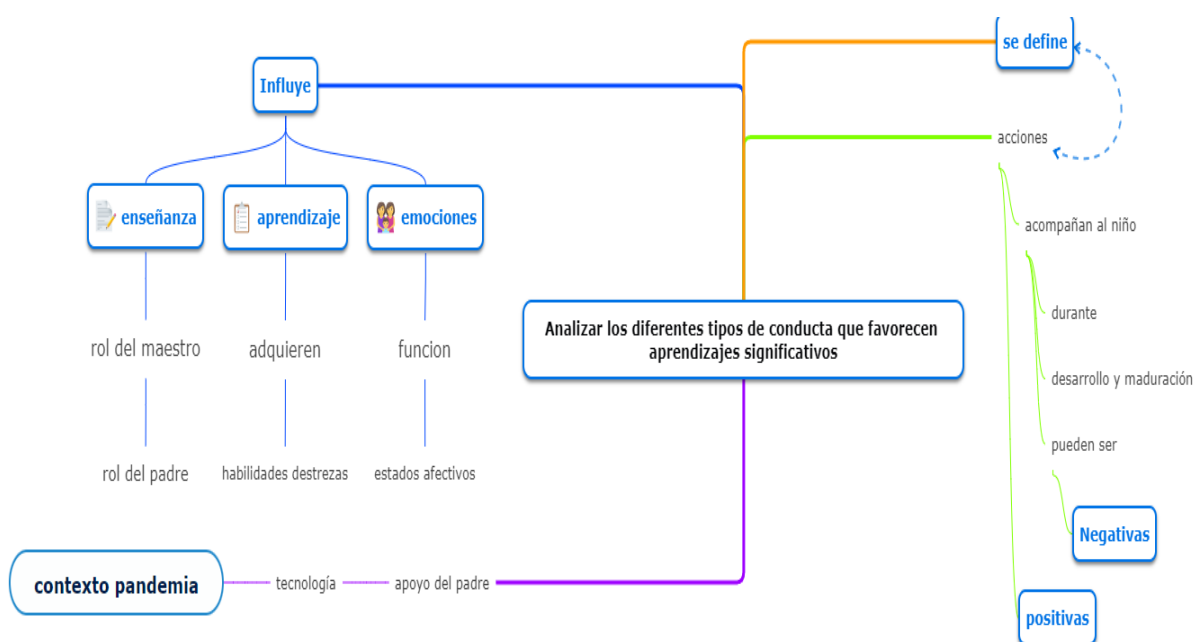 se define
Influye
acciones
enseñanza
aprendizaje
emociones
acompañan al niño
durante
Analizar los diferentes tipos de conducta que favorecen
aprendizajes significativos
rol del maestro
adquieren
funcion
desarrollo y maduración
pueden ser
rol del padre
habilidades destrezas
estados afectivos
Negativas
contexto pandemia
tecnología
apoyo del padre
positivas